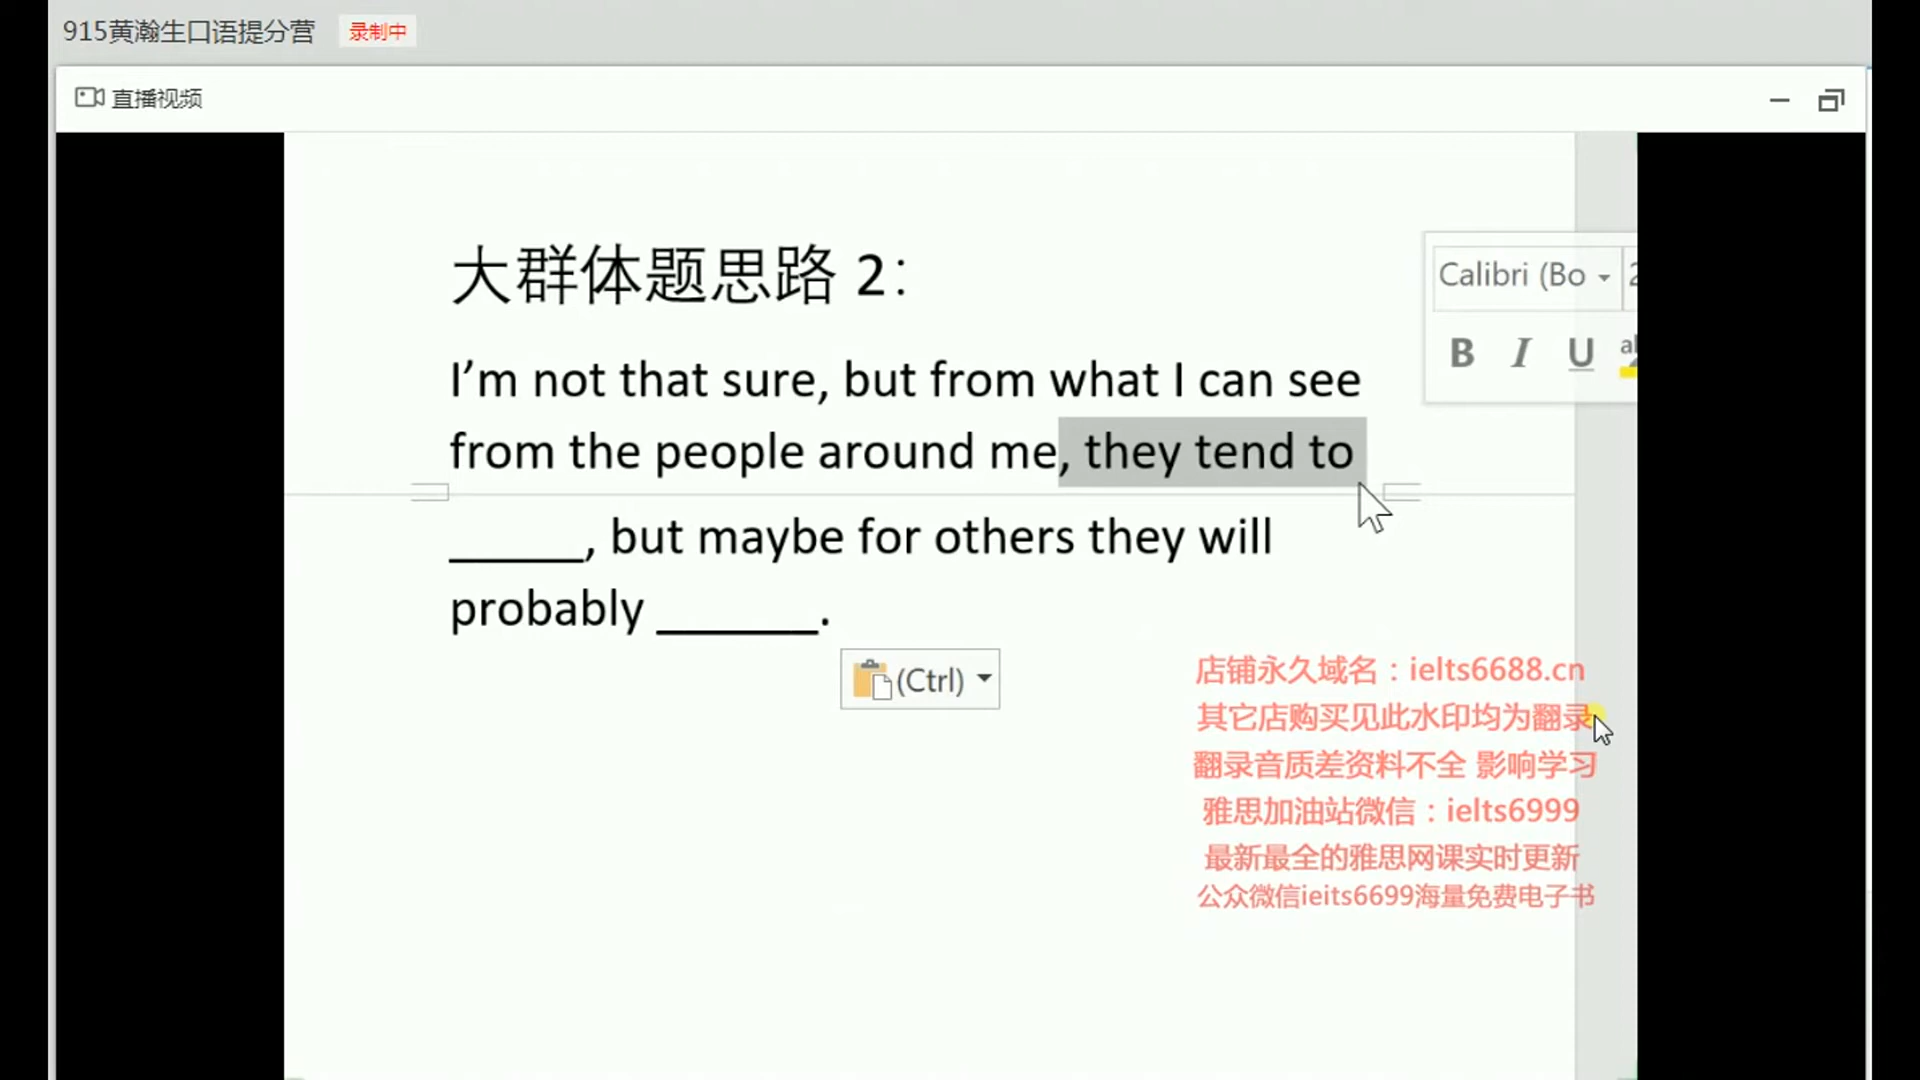 915黄瀚生口语提分营
录制中
直播视频
大群体题思路 2：
I’m not that sure, but from what I can see
from the people around me, they tend to
_____, but maybe for others they will
probably ______.
Calibri (Bo
B I U
(Ctrl)
店铺永久域名：ielts6688.cn
其它店购买见此水印均为翻录
翻录音质差资料不全 影响学习
雅思加油站微信：ielts6999
最新最全的雅思网课实时更新
公众微信ieits6699海量免费电子书